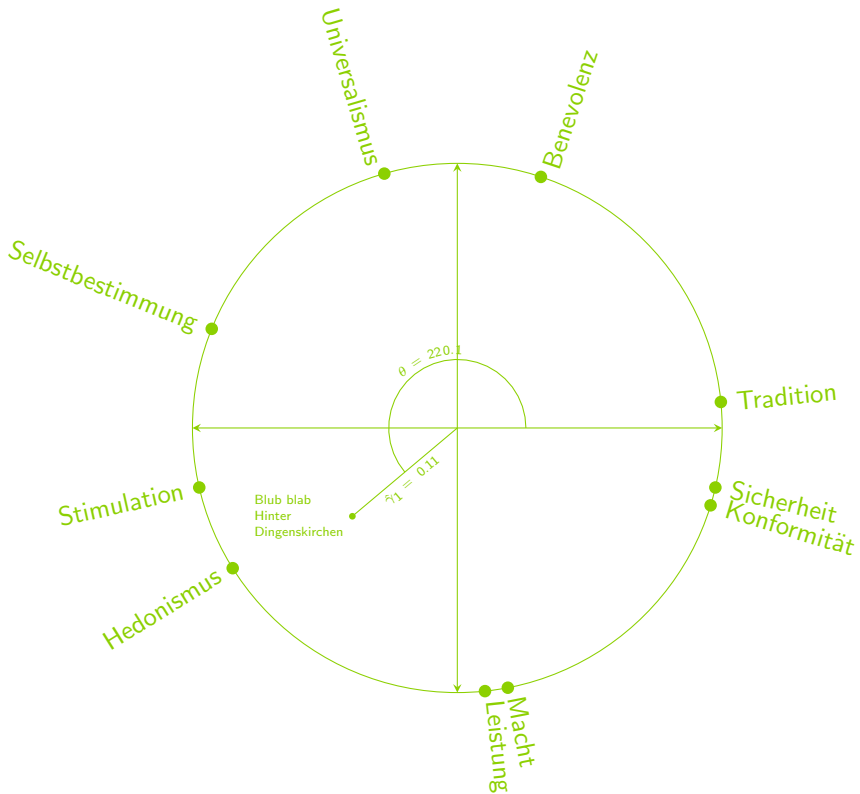 Universalismus
Benevolenz
Selbstbestimmung
θ = 220.1
Tradition
γ̂1 = 0.11
Stimulation
Blub blab
Hinter
Dingenskirchen
Sicherheit
Konformität
Hedonismus
Macht
Leistung